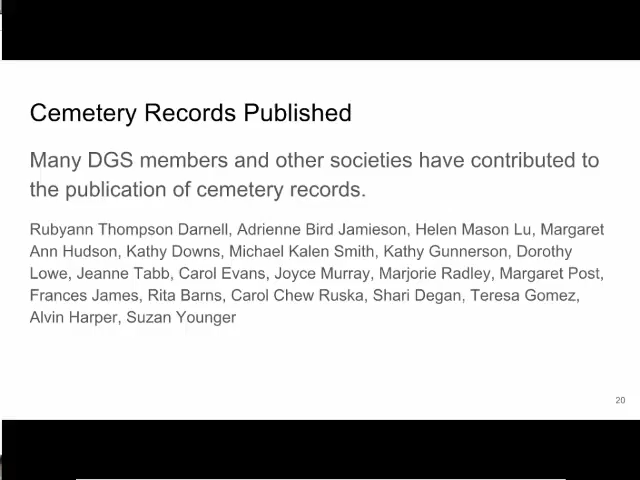 Cemetery Records Published
Many DGS members and other societies have contributed to
the publication of cemetery records.
Rubyann Thompson Darnell, Adrienne Bird Jamieson, Helen Mason Lu, Margaret
Ann Hudson, Kathy Downs, Michael Kalen Smith, Kathy Gunnerson, Dorothy
Lowe, Jeanne Tabb, Carol Evans, Joyce Murray, Marjorie Radley, Margaret Post,
Frances James, Rita Barns, Carol Chew Ruska, Shari Degan, Teresa Gomez,
Alvin Harper, Suzan Younger
20